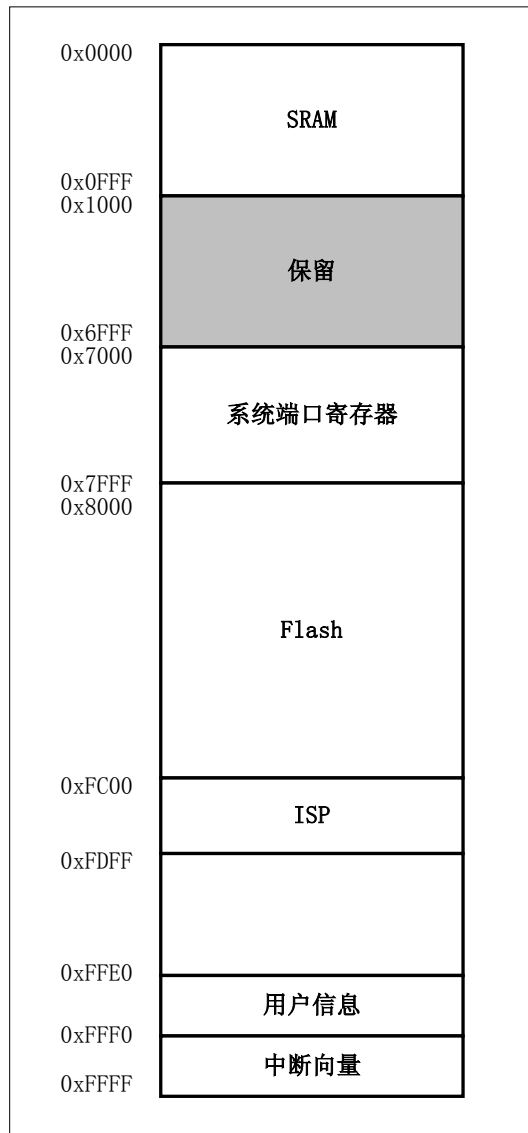 0x0000
SRAM
0x0FFF
0x1000
保留
0x6FFF
0x7000
系统端口寄存器
0x7FFF
0x8000
Flash
0xFC00
ISP
0xFDFF
0xFFE0
用户信息
0xFFF0
中断向量
0xFFFF